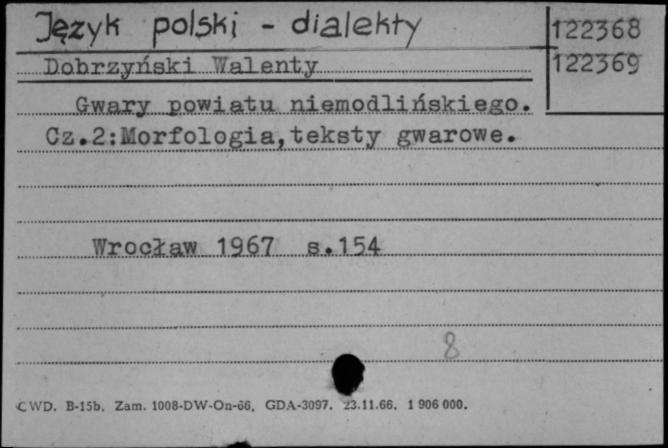 Język polski - dialekty
122368
Dobrzyński Walenty
122369
Gwary powiatu niemodlińskiego.
Cz.2:Morfologia,teksty gwarowe.
Wrocław 1967 s.154
8
CWD. B-15b. Zam. 1008-DW-On-66. GDA-3097. 23.11.66. 1 906 000.